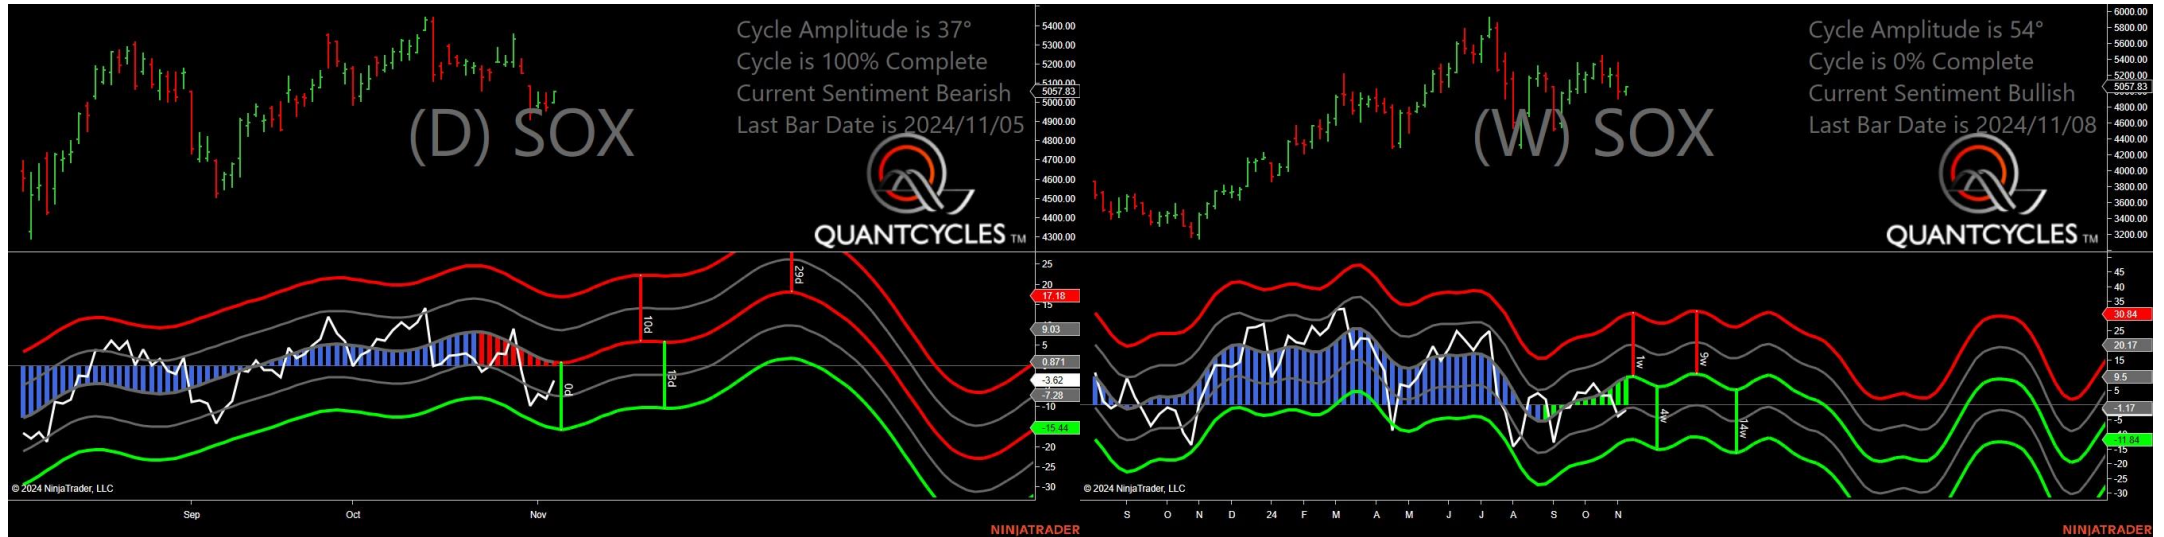 Cycle Amplitude is 37°
Cycle is 100% Complete
Current Sentiment Bearish
Last Bar Date is 2024/11/05
(D) SOX
QUANTCYCLES TM
5400.00
5300.00
5200.00
5100.00
5057.83
5000.00
4900.00
4800.00
4700.00
4600.00
4500.00
4400.00
4300.00
25
20
17.18
15
9.03
5
0.871
-3.62
-7.28
-10
-15.44
-20
-25
-30
0d
10d
13d
29d
© 2024 NinjaTrader, LLC
Sep
Oct
Nov
NINJATRADER
Cycle Amplitude is 54°
Cycle is 0% Complete
Current Sentiment Bullish
Last Bar Date is 2024/11/08
(W) SOX
QUANTCYCLES TM
6000.00
5800.00
5600.00
5400.00
5200.00
5057.83
4800.00
4600.00
4400.00
4200.00
4000.00
3800.00
3600.00
3400.00
3200.00
45
40
35
30.84
25
20.17
15
9.5
5
-1.17
-5
-11.84
-15
-20
-25
-30
1w
4w
9w
14w
© 2024 NinjaTrader, LLC
S
O
N
D
24
F
M
A
M
J
J
A
S
O
N
NINJATRADER